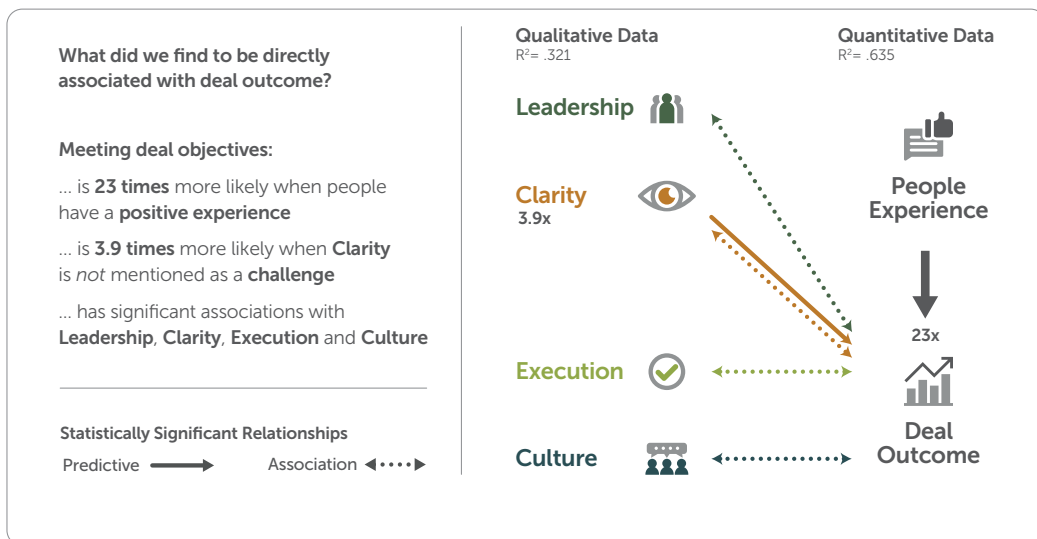 What did we find to be directly
associated with deal outcome?
Meeting deal objectives:
... is 23 times more likely when people
have a positive experience
... is 3.9 times more likely when Clarity
is not mentioned as a challenge
... has significant associations with
Leadership, Clarity, Execution and Culture
Statistically Significant Relationships
Predictive
Association
Qualitative Data
R²= .321
Quantitative Data
R²= .635
Leadership
Clarity
3.9x
Execution
Culture
People
Experience
23x
Deal
Outcome